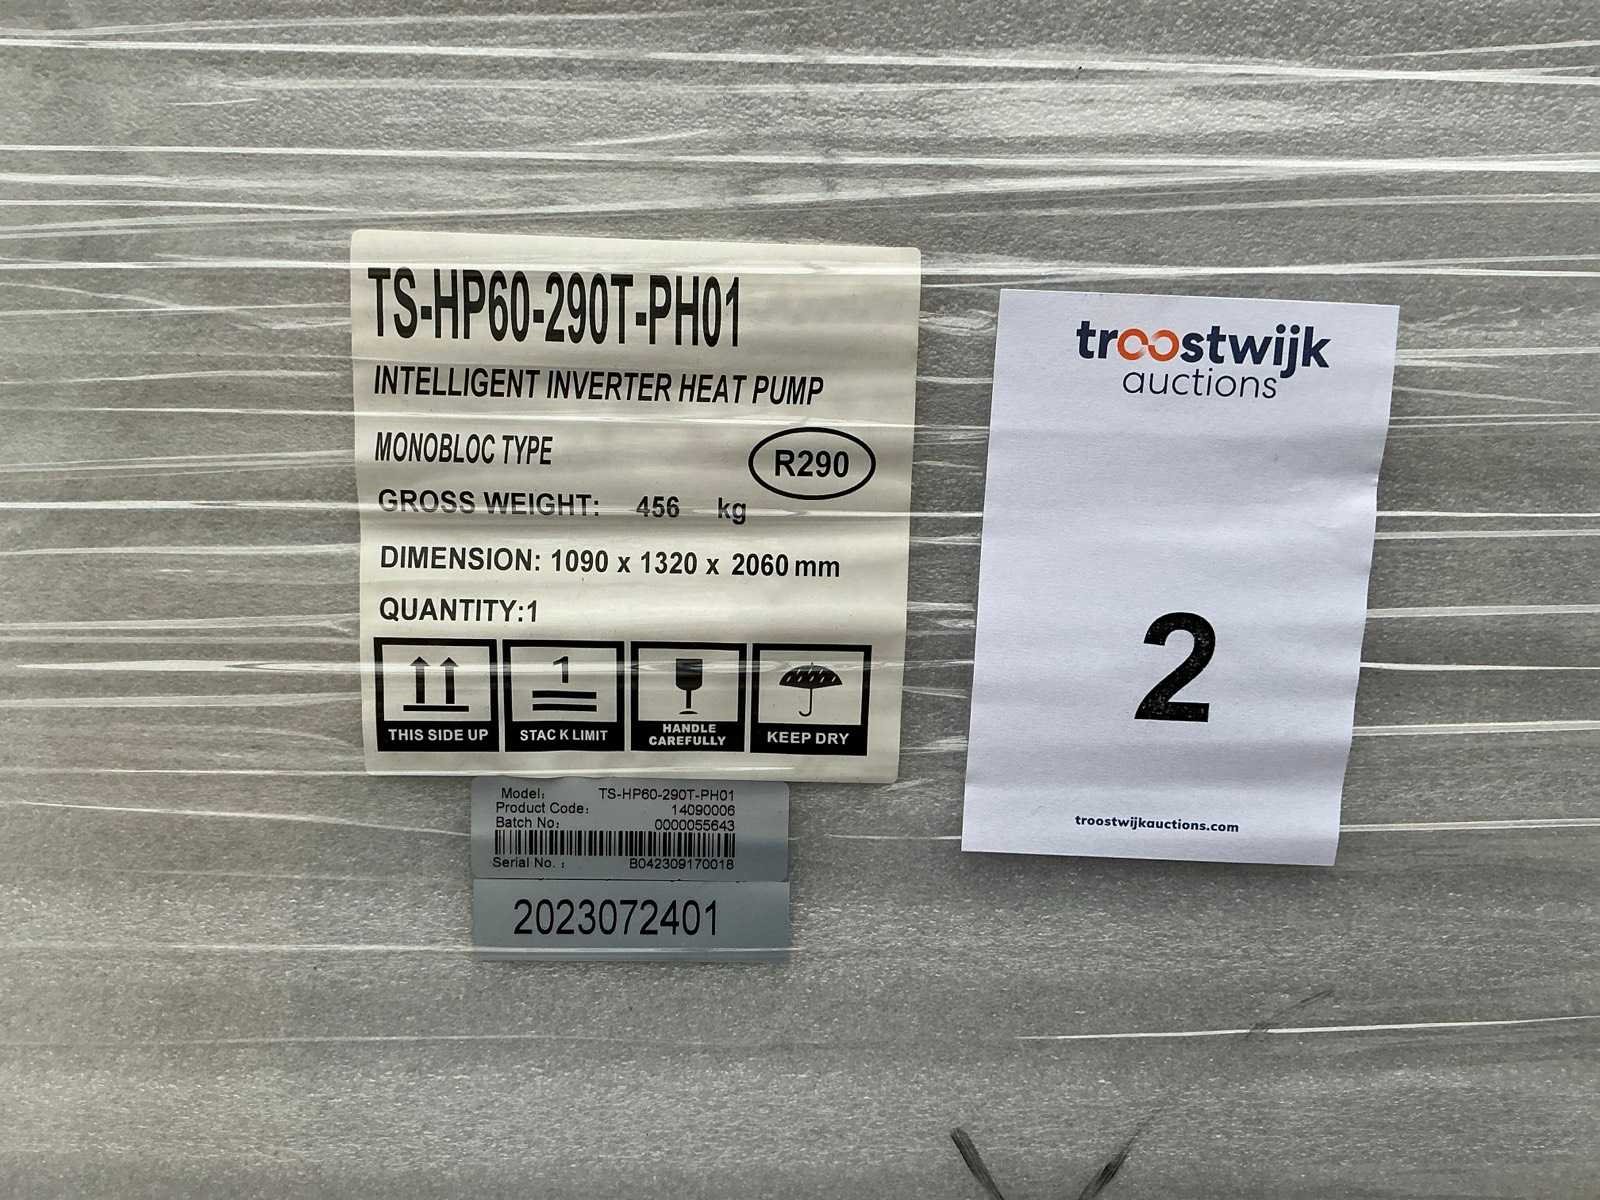 TS-HP60-290T-PH01
INTELLIGENT INVERTER HEAT PUMP
MONOBLOC TYPE
R290
GROSS WEIGHT: 456 kg
DIMENSION: 1090 x 1320 x 2060 mm
QUANTITY:1
1
THIS SIDE UP
STACK LIMIT
HANDLE
CAREFULLY
KEEP DRY
Model: TS-HP60-290T-PH01
Product Code: 14090006
Batch No: 0000055643
Serial No. : B042309170018
2023072401
troostwijk
auctions
2
troostwijkauctions.com